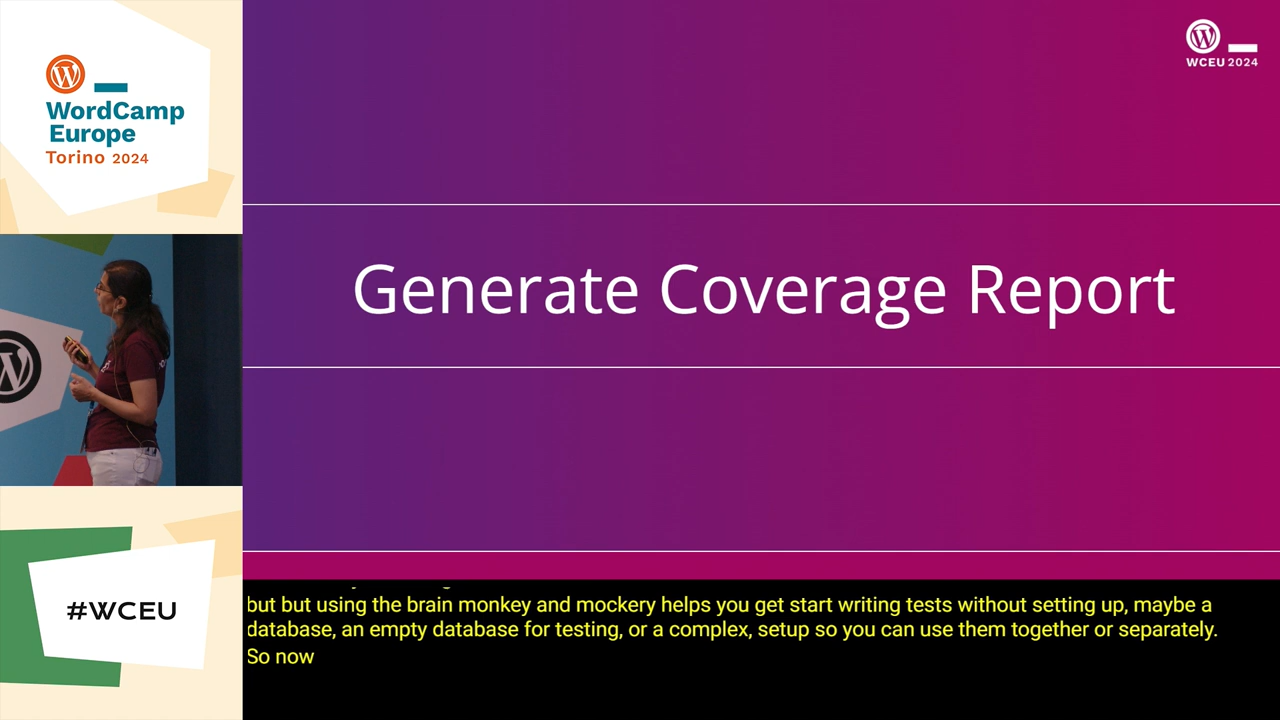 WordCamp
Europe
Torino 2024
#WCEU
WCEU 2024
Generate Coverage Report
but but using the brain monkey and mockery helps you get start writing tests without setting up, maybe a
database, an empty database for testing, or a complex, setup so you can use them together or separately.
So now